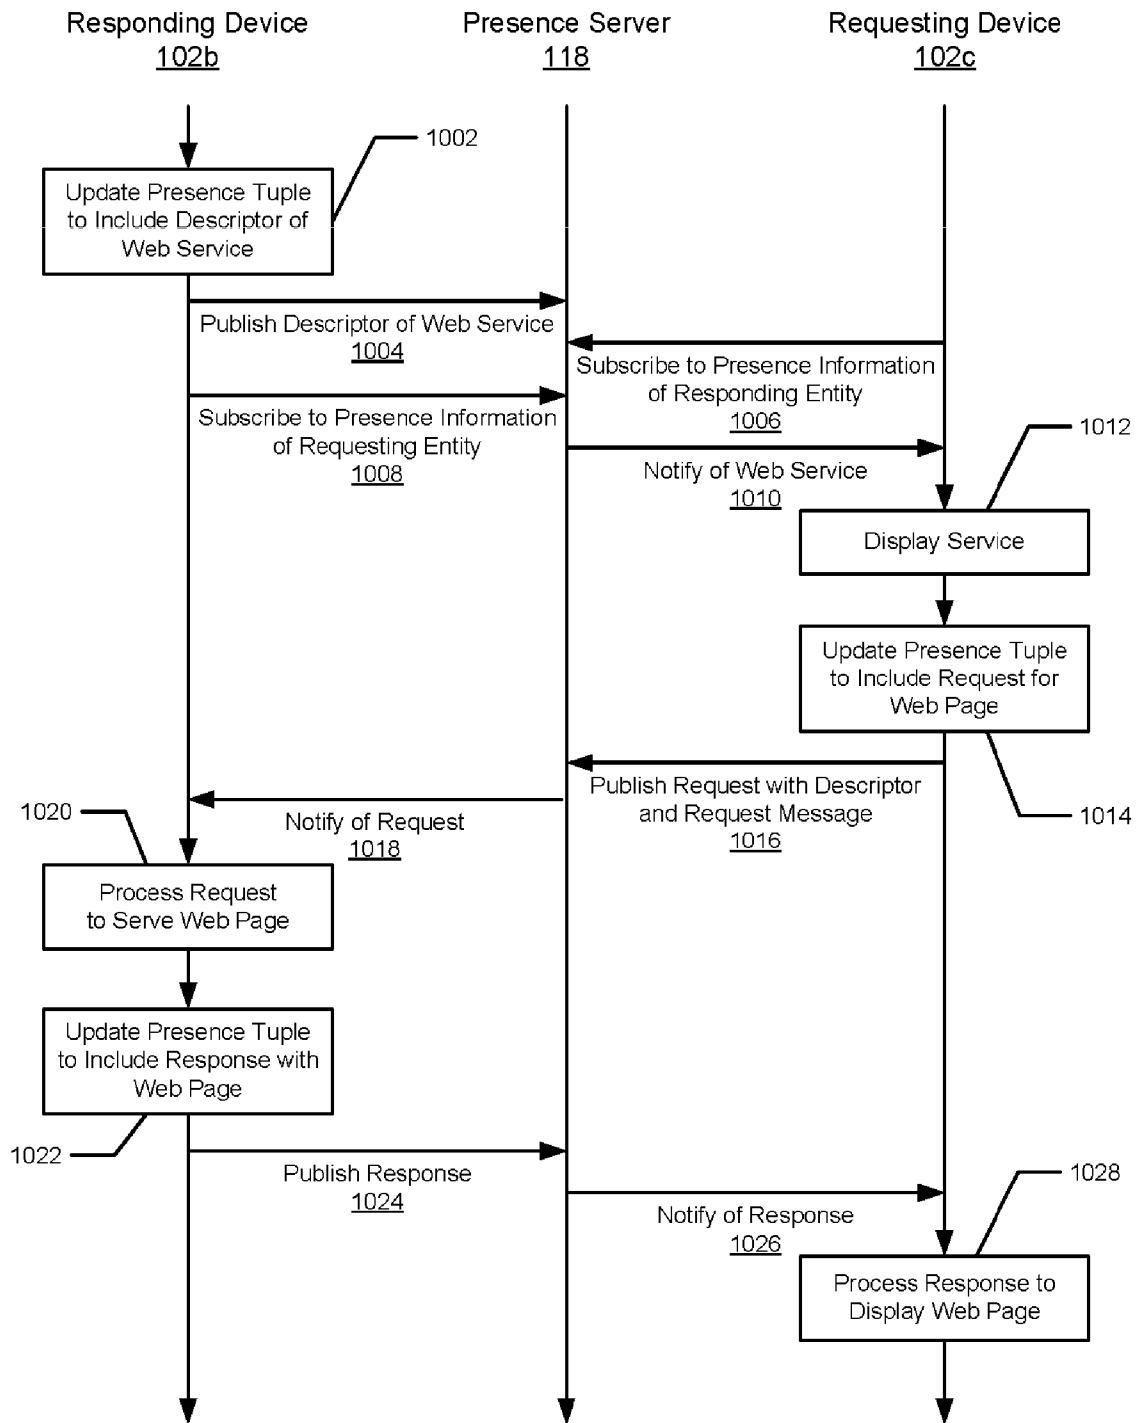 Responding Device
102b
Presence Server
118
Requesting Device
102c
1002
Update Presence Tuple
to Include Descriptor of
Web Service
Publish Descriptor of Web Service
1004
Subscribe to Presence Information
of Responding Entity
1006
Subscribe to Presence Information
of Requesting Entity
1008
Notify of Web Service
1010
1012
Display Service
Update Presence Tuple
to Include Request for
Web Page
1014
Publish Request with Descriptor
and Request Message
1016
Notify of Request
1018
1020
Process Request
to Serve Web Page
Update Presence Tuple
to Include Response with
Web Page
1022
Publish Response
1024
Notify of Response
1026
1028
Process Response to
Display Web Page